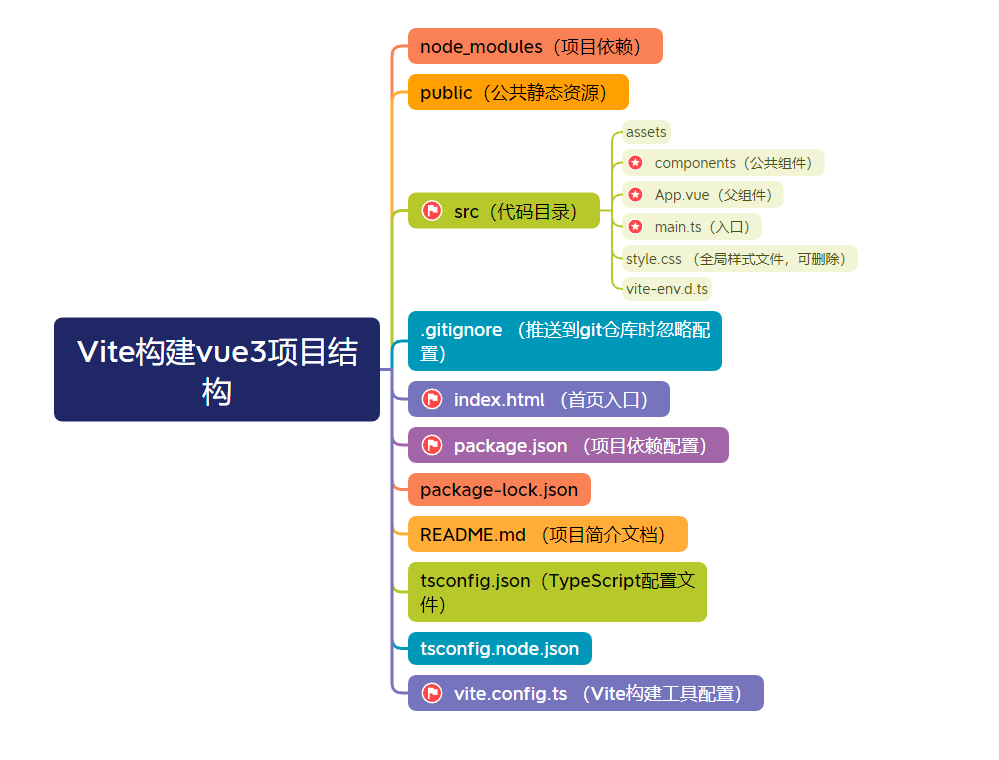 node_modules（项目依赖）
public（公共静态资源）
assets
components（公共组件）
App.vue（父组件）
src（代码目录）
main.ts（入口）
style.css （全局样式文件，可删除）
vite-env.d.ts
Vite构建vue3项目结
构
.gitignore （推送到git仓库时忽略配
置）
index.html （首页入口）
package.json （项目依赖配置）
package-lock.json
README.md （项目简介文档）
tsconfig.json（TypeScript配置文
件）
tsconfig.node.json
vite.config.ts （Vite构建工具配置）